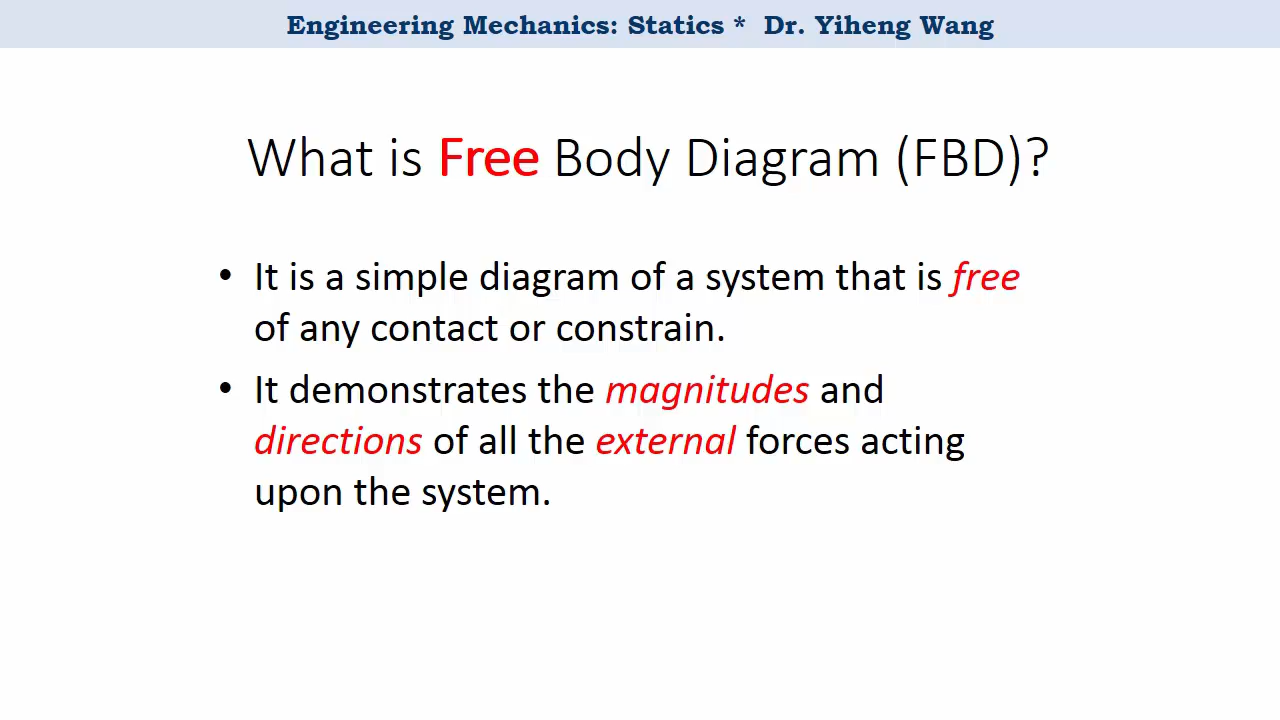 Engineering Mechanics: Statics * Dr. Yiheng Wang
What is Free Body Diagram (FBD)?
• It is a simple diagram of a system that is free
of any contact or constrain.
• It demonstrates the magnitudes and
directions of all the external forces acting
upon the system.